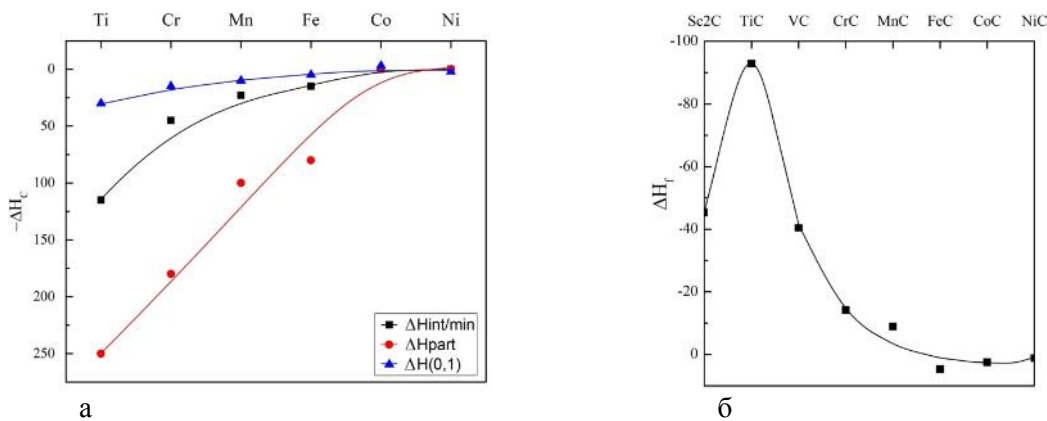 Ti Cr Mn Fe Co Ni
0
50
100
150
200
250
−ΔH_C
ΔHint/min
ΔHpart
ΔH(0,1)
а
Sc2C TiC VC CrC MnC FeC CoC NiC
-100
-80
-60
-40
-20
0
ΔH_f
б